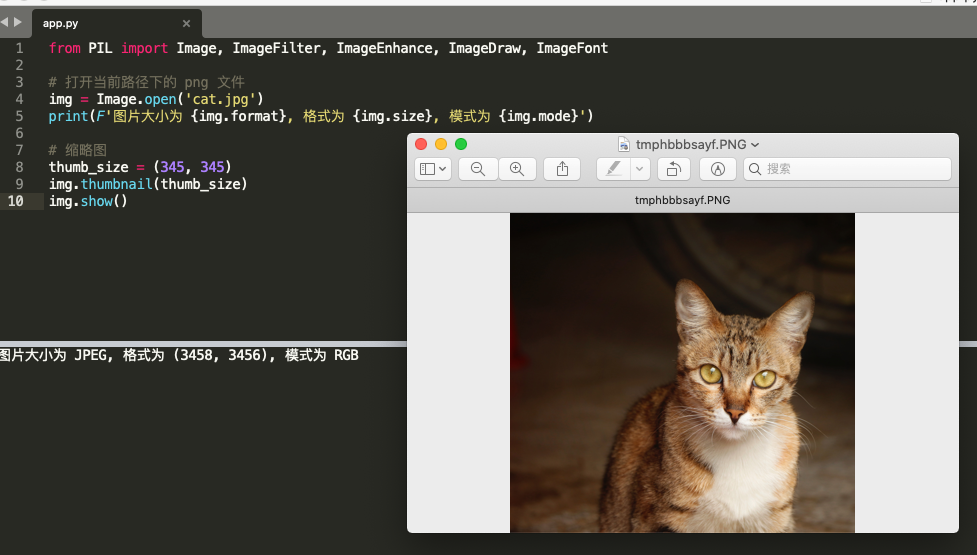 app.py
1 from PIL import Image, ImageFilter, ImageEnhance, ImageDraw, ImageFont
2
3 # 打开当前路径下的 png 文件
4 img = Image.open('cat.jpg')
5 print(F'图片大小为 {img.format}, 格式为 {img.size}, 模式为 {img.mode}')
6
7 # 缩略图
8 thumb_size = (345, 345)
9 img.thumbnail(thumb_size)
10 img.show()
tmphbbbsayf.PNG
搜索
tmphbbbsayf.PNG
图片大小为 JPEG, 格式为 (3458, 3456), 模式为 RGB